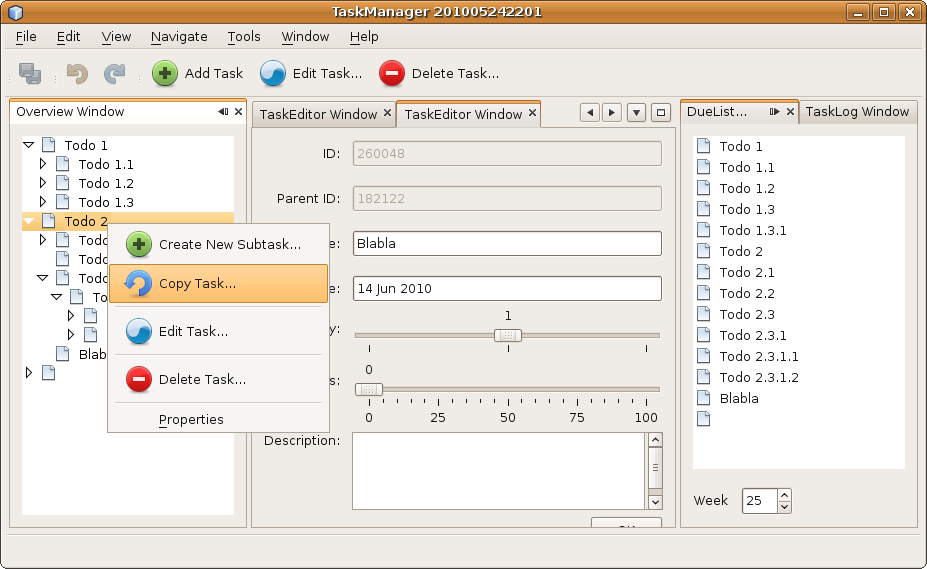 TaskManager 201005242201
File Edit View Navigate Tools Window Help
Add Task Edit Task... Delete Task...
Overview Window
Todo 1
Todo 1.1
Todo 1.2
Todo 1.3
Todo 2
Todo
Todo
Todo
To
Blab
Create New Subtask...
Copy Task...
Edit Task...
Delete Task...
Properties
TaskEditor Window TaskEditor Window
ID: 260048
Parent ID: 182122
e: Blabla
e: 14 Jun 2010
y: 1
s: 0
0 25 50 75 100
Description:
DueList... TaskLog Window
Todo 1
Todo 1.1
Todo 1.2
Todo 1.3
Todo 1.3.1
Todo 2
Todo 2.1
Todo 2.2
Todo 2.3
Todo 2.3.1
Todo 2.3.1.1
Todo 2.3.1.2
Blabla
Week 25